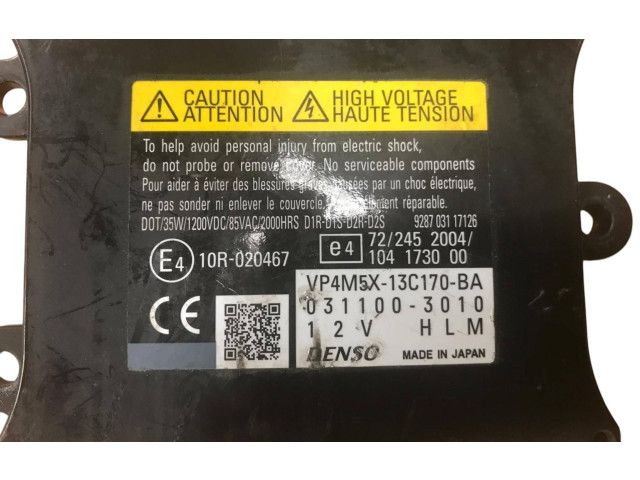 CAUTION HIGH VOLTAGE
ATTENTION HAUTE TENSION
To help avoid personal injury from electric shock,
do not probe or remove cover. No serviceable components
Pour aider à éviter des blessures graves causées par un choc électrique,
ne pas sonder ni enlever le couvercle. élément réparable.
DOT/35W/1200VDC/85VAC/2000HRS D1R-D1S-D2R-D2S 9287 031 17126
E4 10R-020467 e4 72/245 2004/
104 1730 00
VP4M5X-13C170-BA
031100-3010
CE 12V HLM
DENSO MADE IN JAPAN